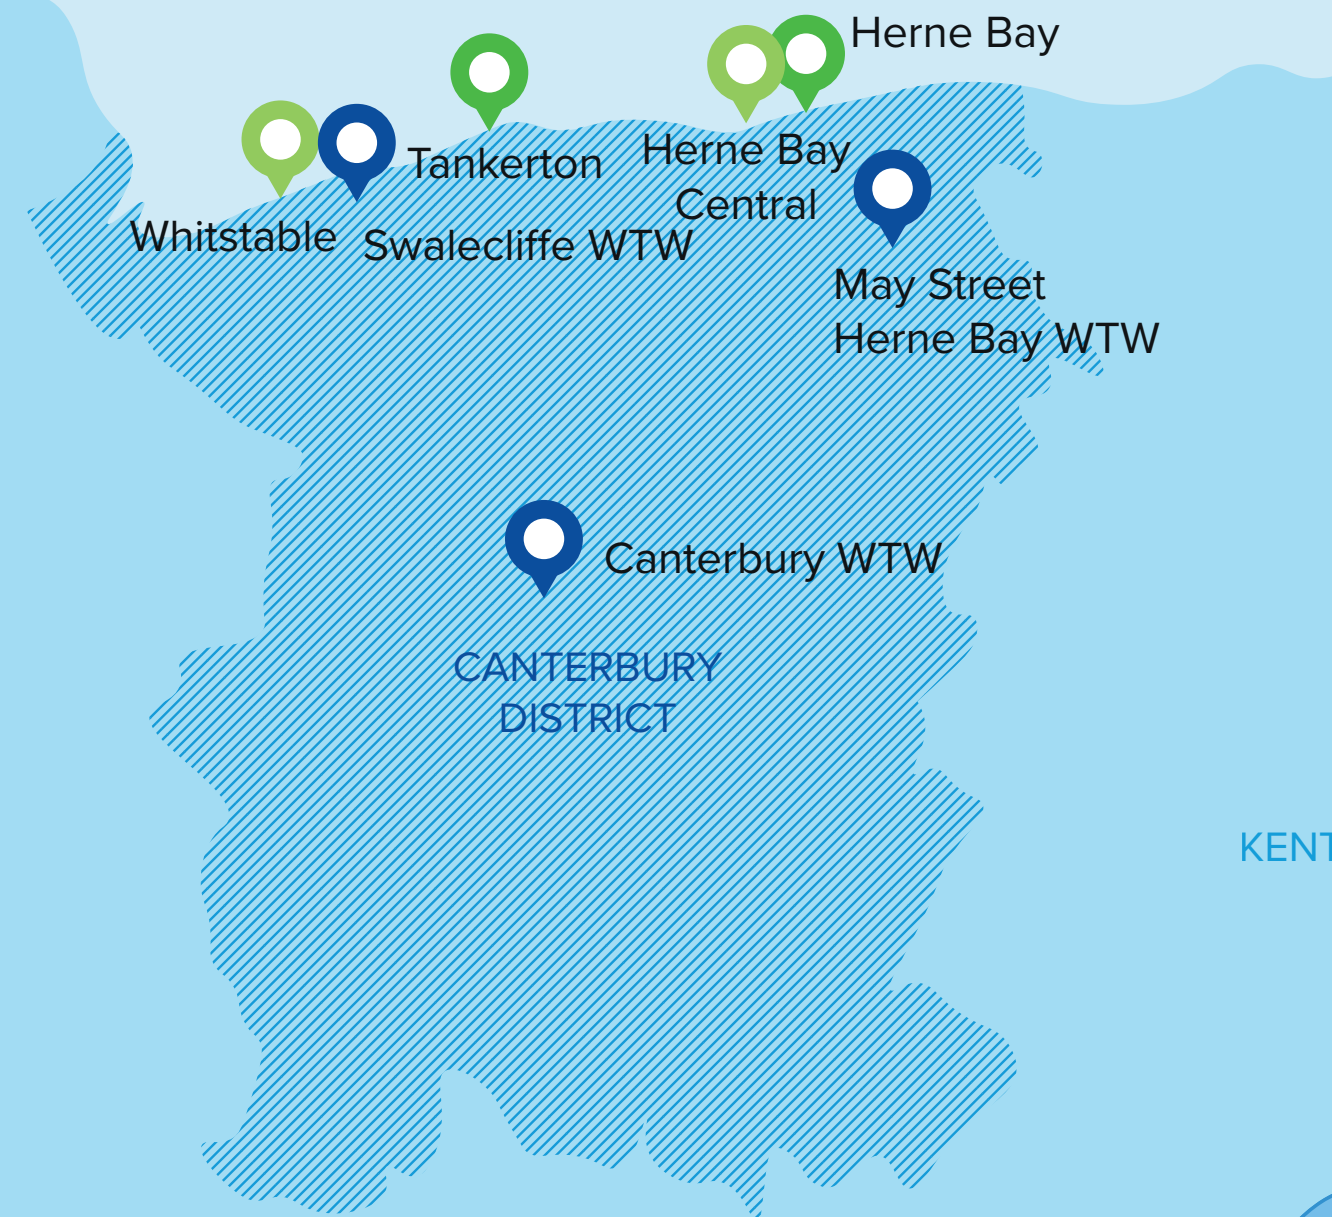 Herne Bay
Tankerton
Herne Bay
Central
Whitstable
Swalecliffe WTW
May Street
Herne Bay WTW
Canterbury WTW
CANTERBURY
DISTRICT
KENT